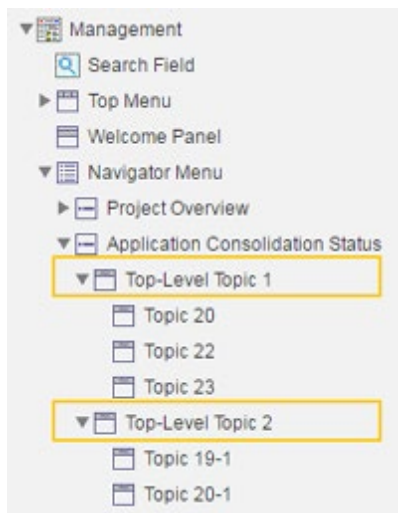 Management
Search Field
Top Menu
Welcome Panel
Navigator Menu
Project Overview
Application Consolidation Status
Top-Level Topic 1
Topic 20
Topic 22
Topic 23
Top-Level Topic 2
Topic 19-1
Topic 20-1